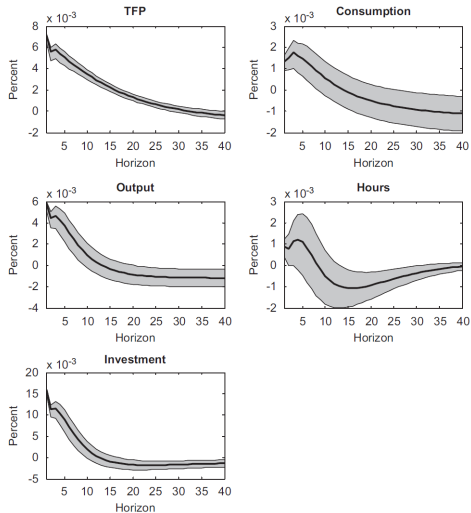 TFP
x 10-3
8
6
4
2
0
-2
Percent
5 10 15 20 25 30 35 40
Horizon
Consumption
x 10-3
3
2
1
0
-1
-2
Percent
5 10 15 20 25 30 35 40
Horizon
Output
x 10-3
6
4
2
0
-2
-4
Percent
5 10 15 20 25 30 35 40
Horizon
Hours
x 10-3
3
2
1
0
-1
-2
Percent
5 10 15 20 25 30 35 40
Horizon
Investment
x 10-3
20
15
10
5
0
-5
Percent
5 10 15 20 25 30 35 40
Horizon